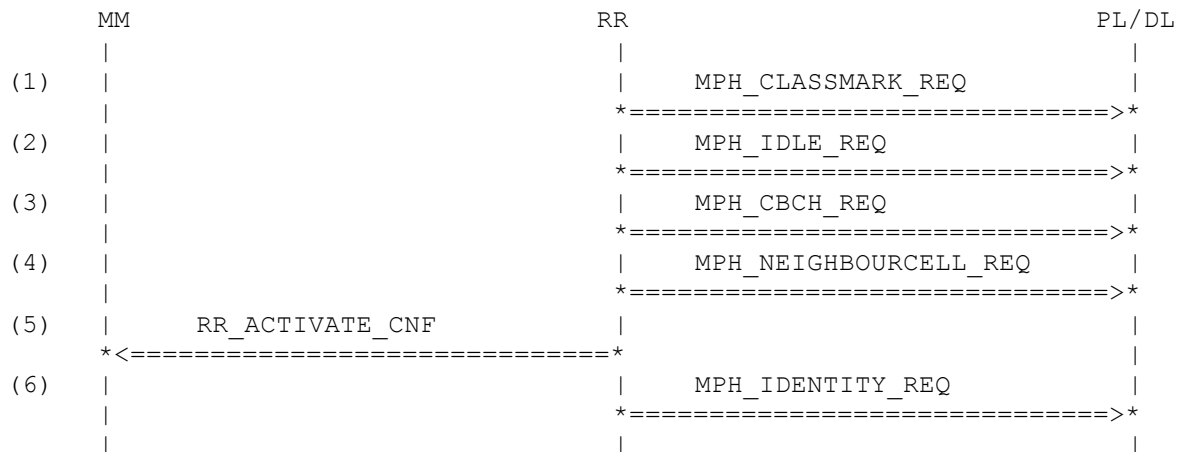 MM RR PL/DL
(1) MPH_CLASSMARK_REQ
(2) MPH_IDLE_REQ
(3) MPH_CBCH_REQ
(4) MPH_NEIGHBOURCELL_REQ
(5) RR_ACTIVATE_CNF
(6) MPH_IDENTITY_REQ